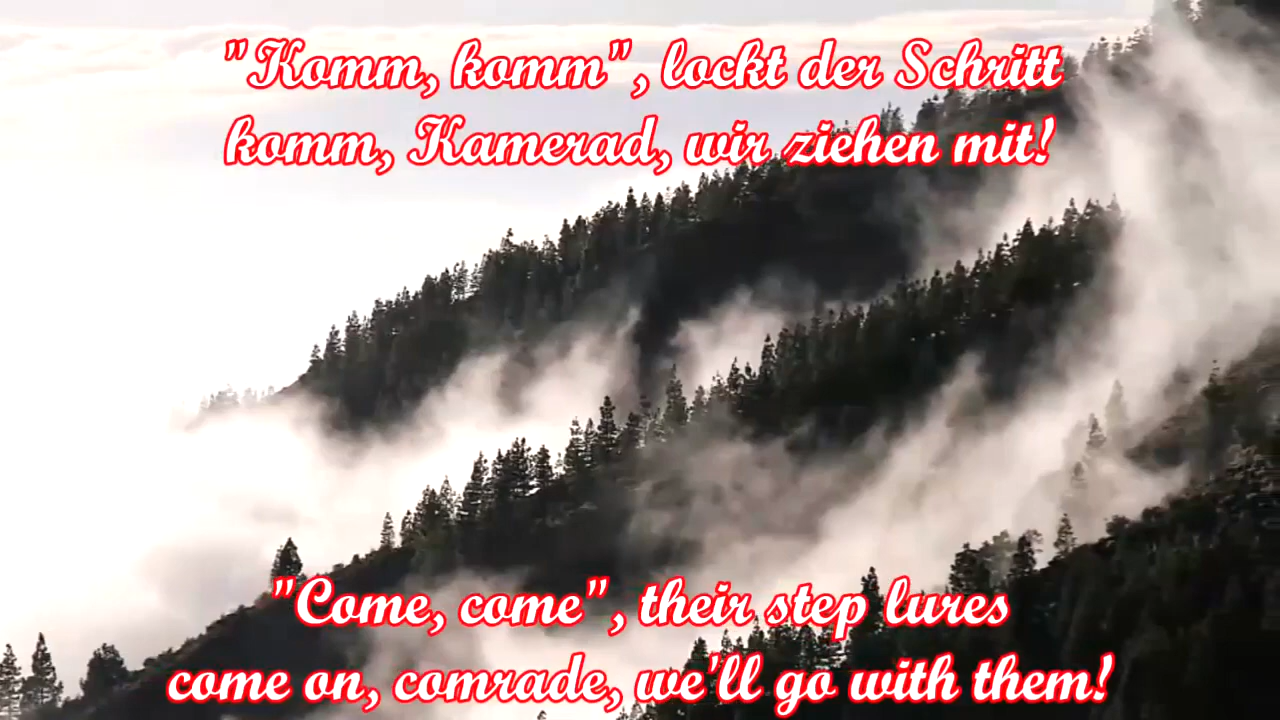 "Komm, komm", lockt der Schritt
komm, Kamerad, wir ziehen mit!
"Come, come", their step lures
come on, comrade, we'll go with them!